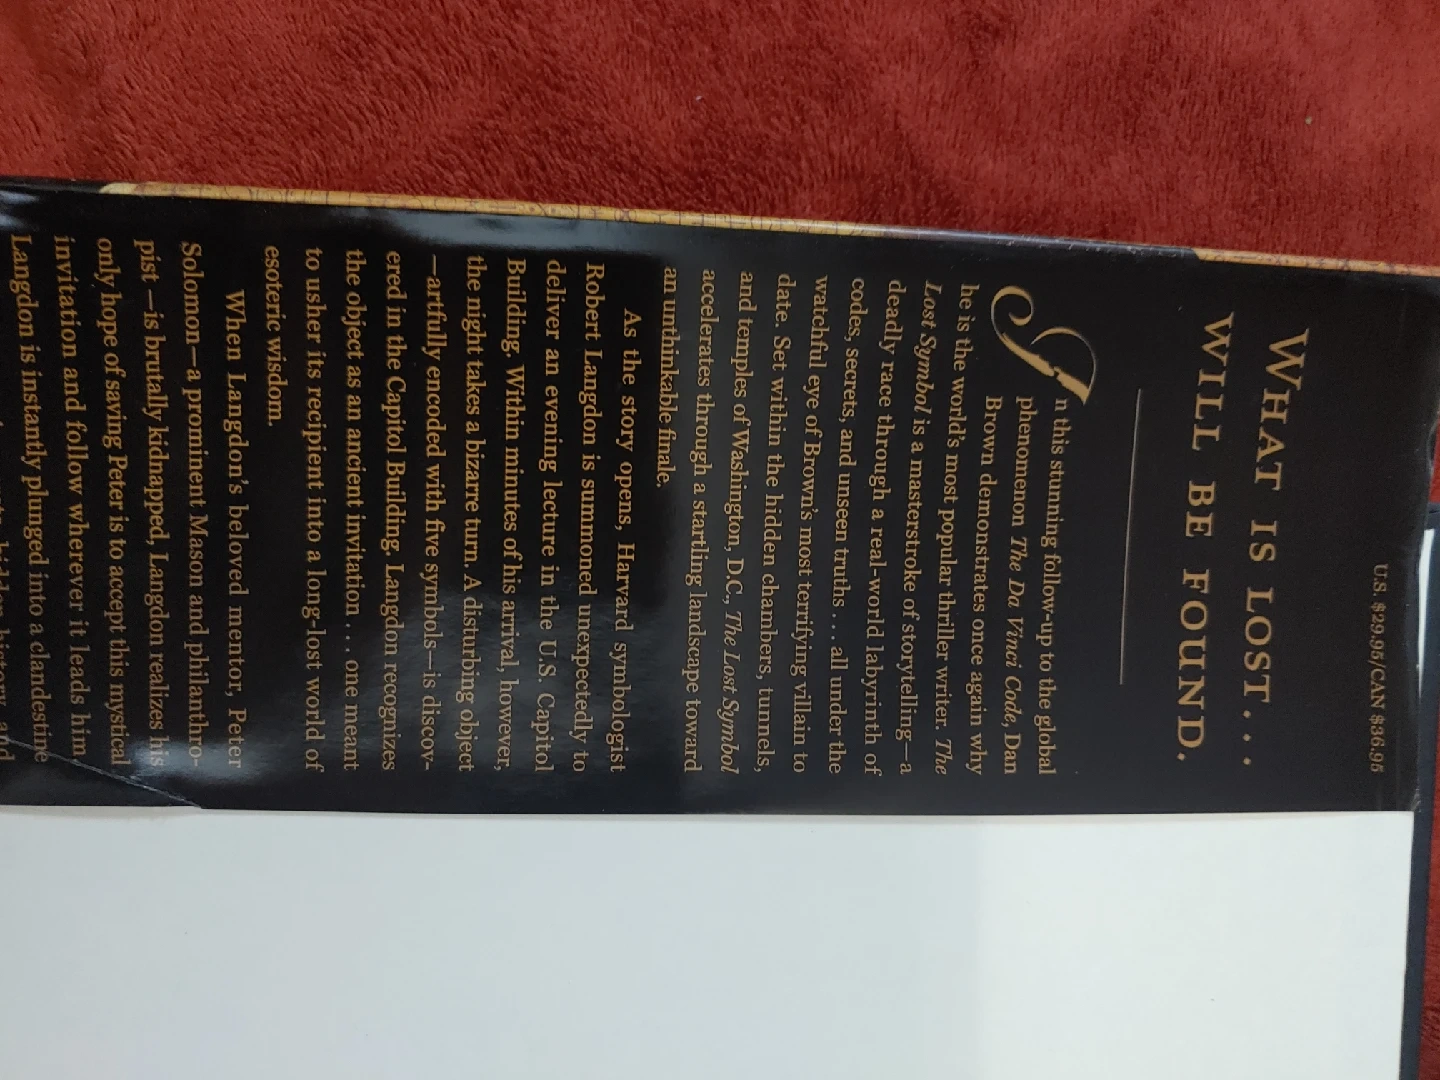 U.S. $29.95/CAN $36.95
WHAT IS LOST....
WILL BE FOUND.
In this stunning follow-up to the global
phenomenon The Da Vinci Code, Dan
Brown demonstrates once again why
he is the world's most popular thriller writer. The
Lost Symbol is a masterstroke of storytelling—a
deadly race through a real-world labyrinth of
codes, secrets, and unseen truths ... all under the
watchful eye of Brown's most terrifying villain to
date. Set within the hidden chambers, tunnels,
and temples of Washington, D.C., The Lost Symbol
accelerates through a startling landscape toward
an unthinkable finale.
As the story opens, Harvard symbologist
Robert Langdon is summoned unexpectedly to
deliver an evening lecture in the U.S. Capitol
Building. Within minutes of his arrival, however,
the night takes a bizarre turn. A disturbing object
—artfully encoded with five symbols—is discov-
ered in the Capitol Building. Langdon recognizes
the object as an ancient invitation ... one meant
to usher its recipient into a long-lost world of
esoteric wisdom.
When Langdon's beloved mentor, Peter
Solomon—a prominent Mason and philanthro-
pist —is brutally kidnapped, Langdon realizes his
only hope of saving Peter is to accept this mystical
invitation and follow wherever it leads him
Langdon is instantly plunged into a clandestine